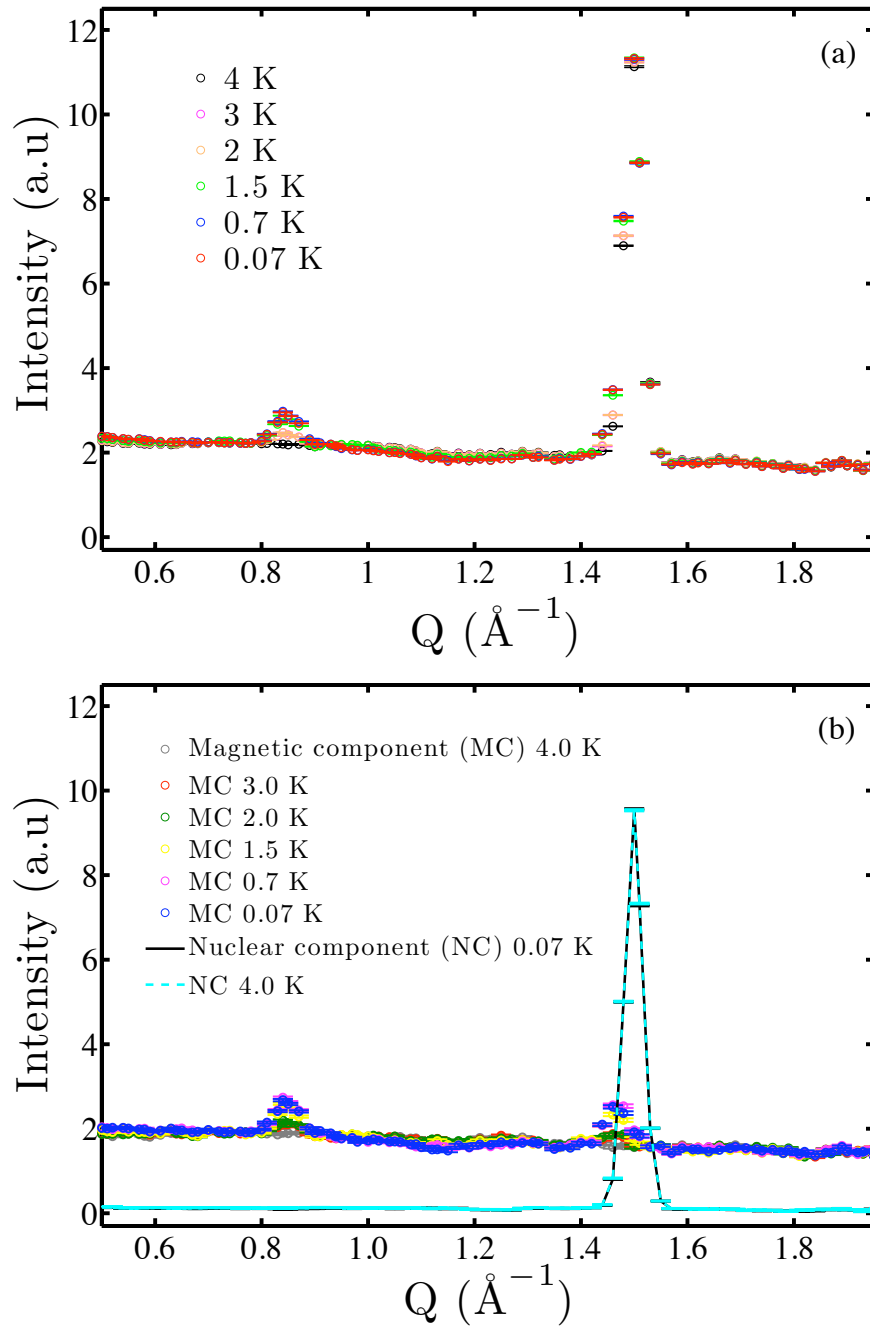 (a)
12
10
8
6
4
2
0
Intensity (a.u)
4 K
3 K
2 K
1.5 K
0.7 K
0.07 K
0.6 0.8 1 1.2 1.4 1.6 1.8
Q (Å⁻¹)
(b)
12
10
8
6
4
2
0
Intensity (a.u)
Magnetic component (MC) 4.0 K
MC 3.0 K
MC 2.0 K
MC 1.5 K
MC 0.7 K
MC 0.07 K
Nuclear component (NC) 0.07 K
NC 4.0 K
0.6 0.8 1.0 1.2 1.4 1.6 1.8
Q (Å⁻¹)